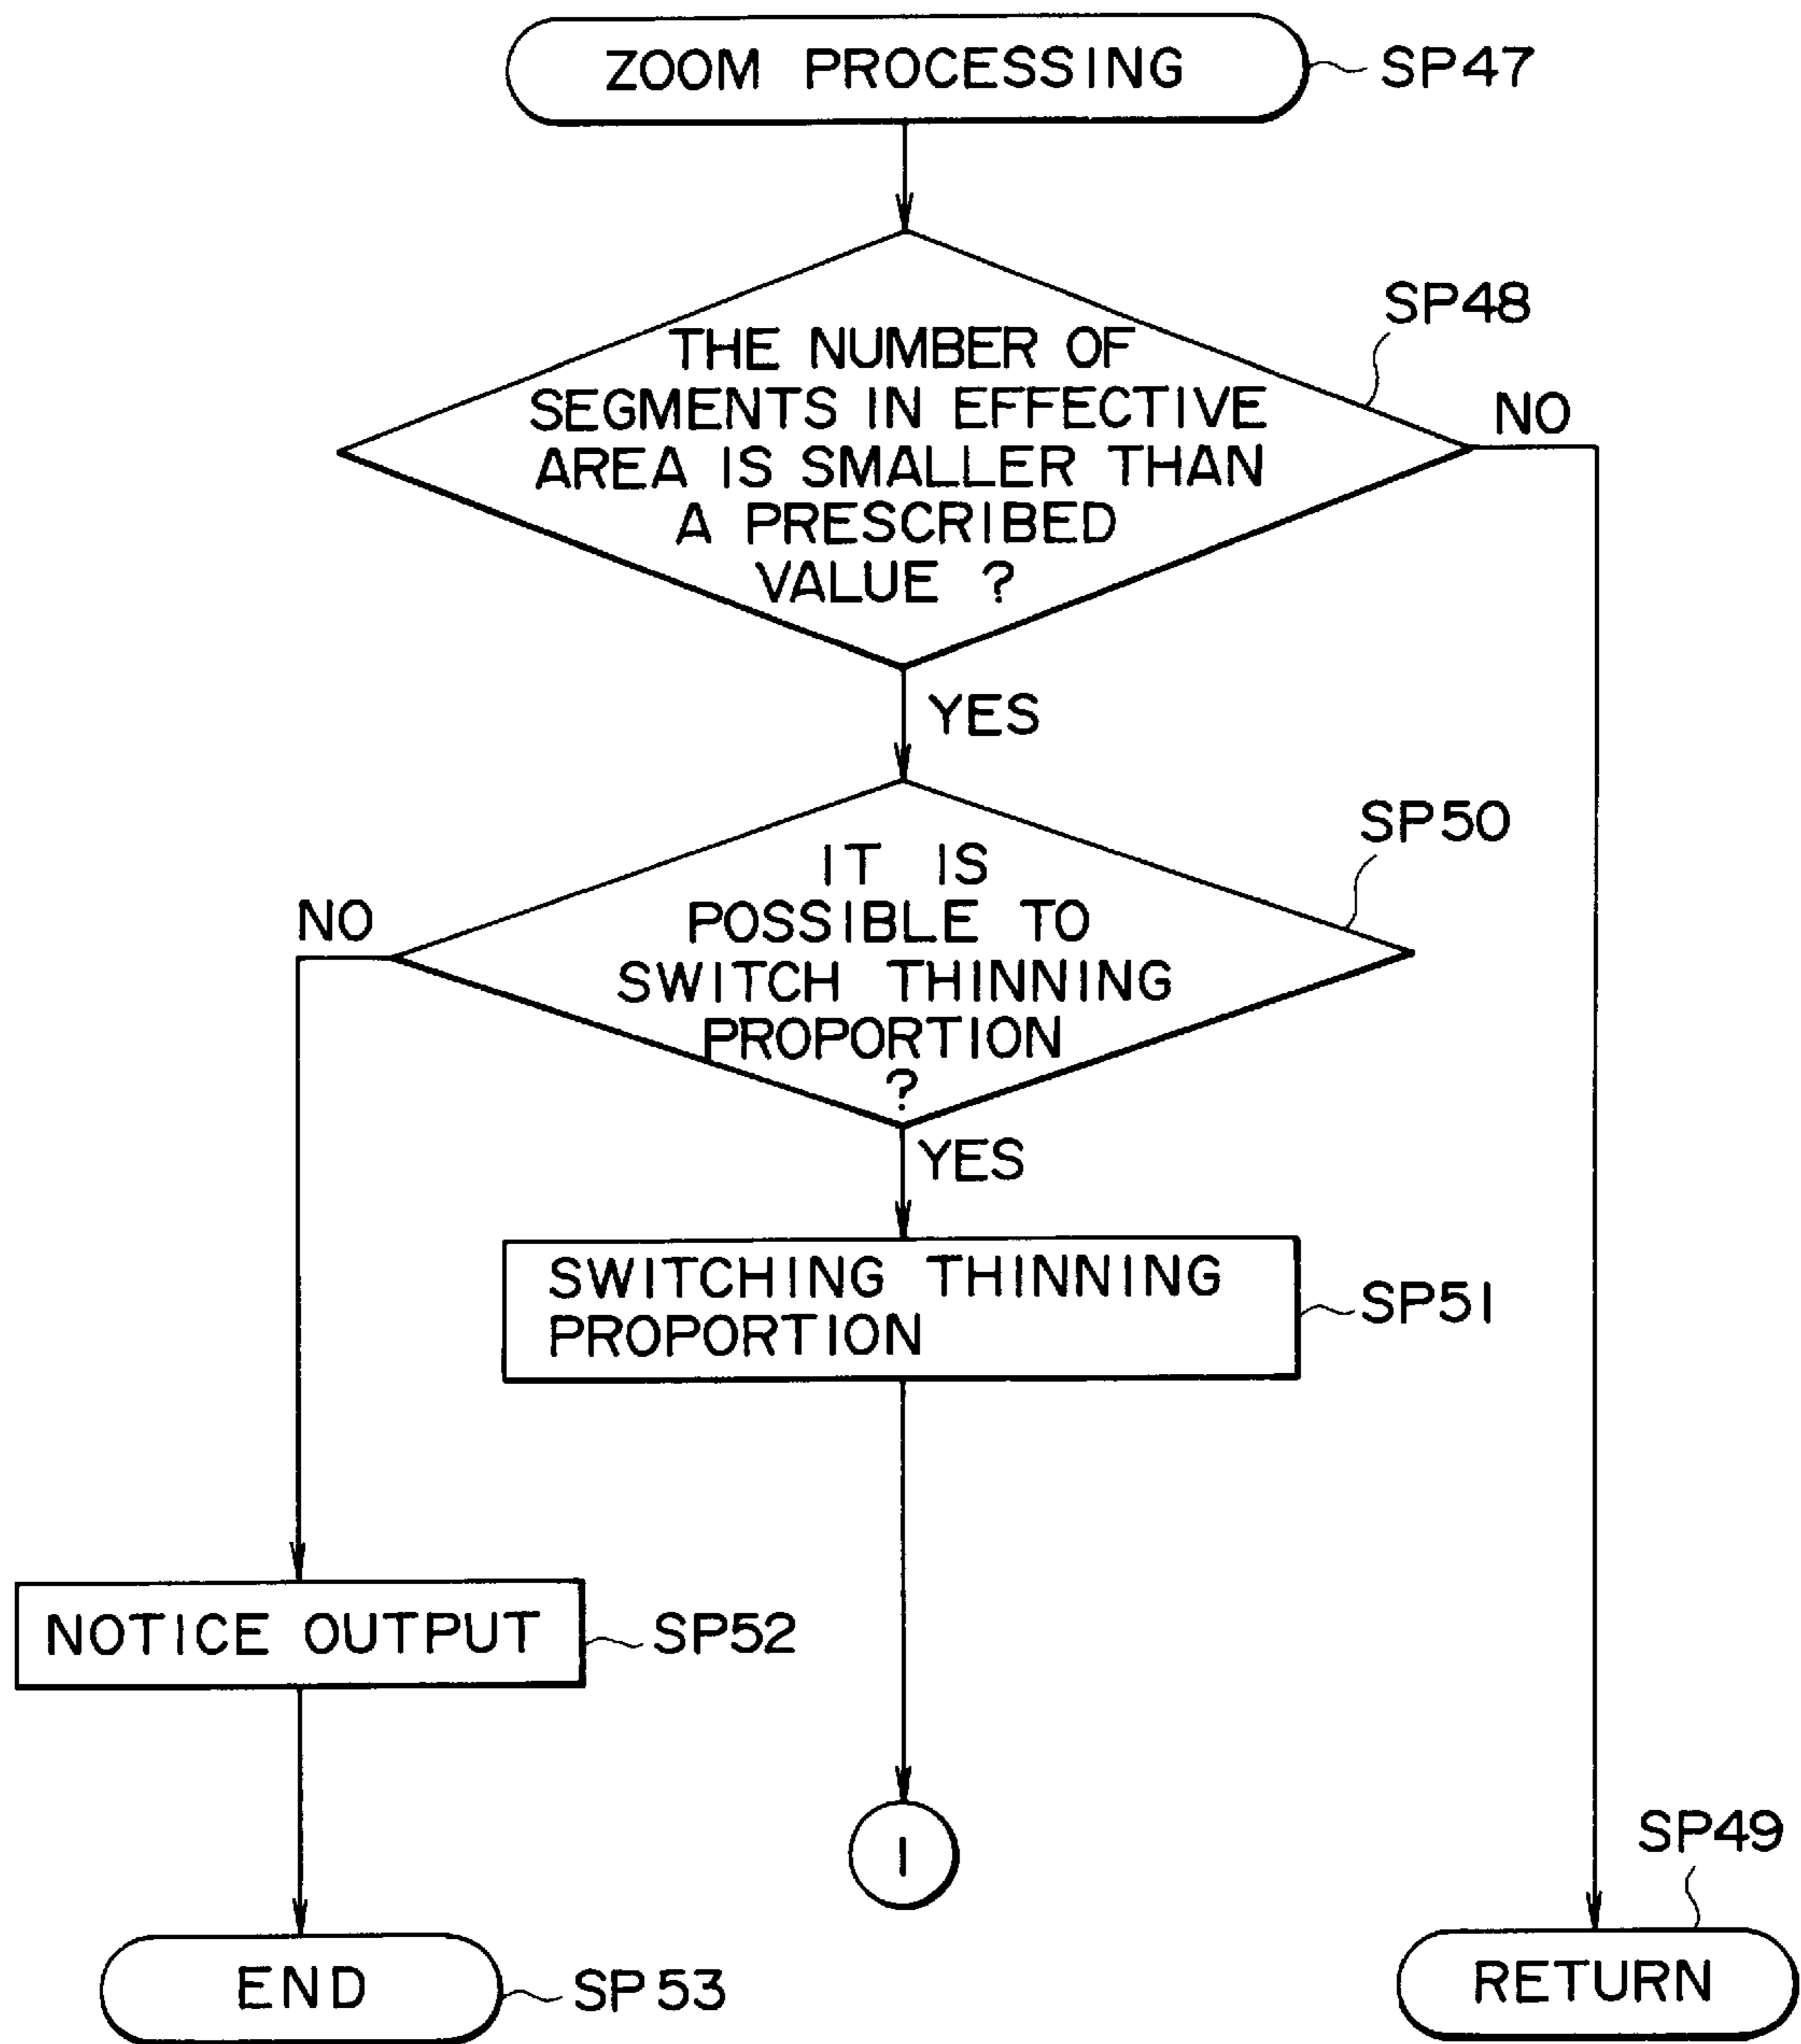 ZOOM PROCESSING
SP47
SP48
THE NUMBER OF
SEGMENTS IN EFFECTIVE
AREA IS SMALLER THAN
A PRESCRIBED
VALUE ?
NO
YES
SP50
IT IS
POSSIBLE TO
SWITCH THINNING
PROPORTION
?
NO
YES
SWITCHING THINNING
PROPORTION
SP51
NOTICE OUTPUT
SP52
1
SP49
END
SP53
RETURN